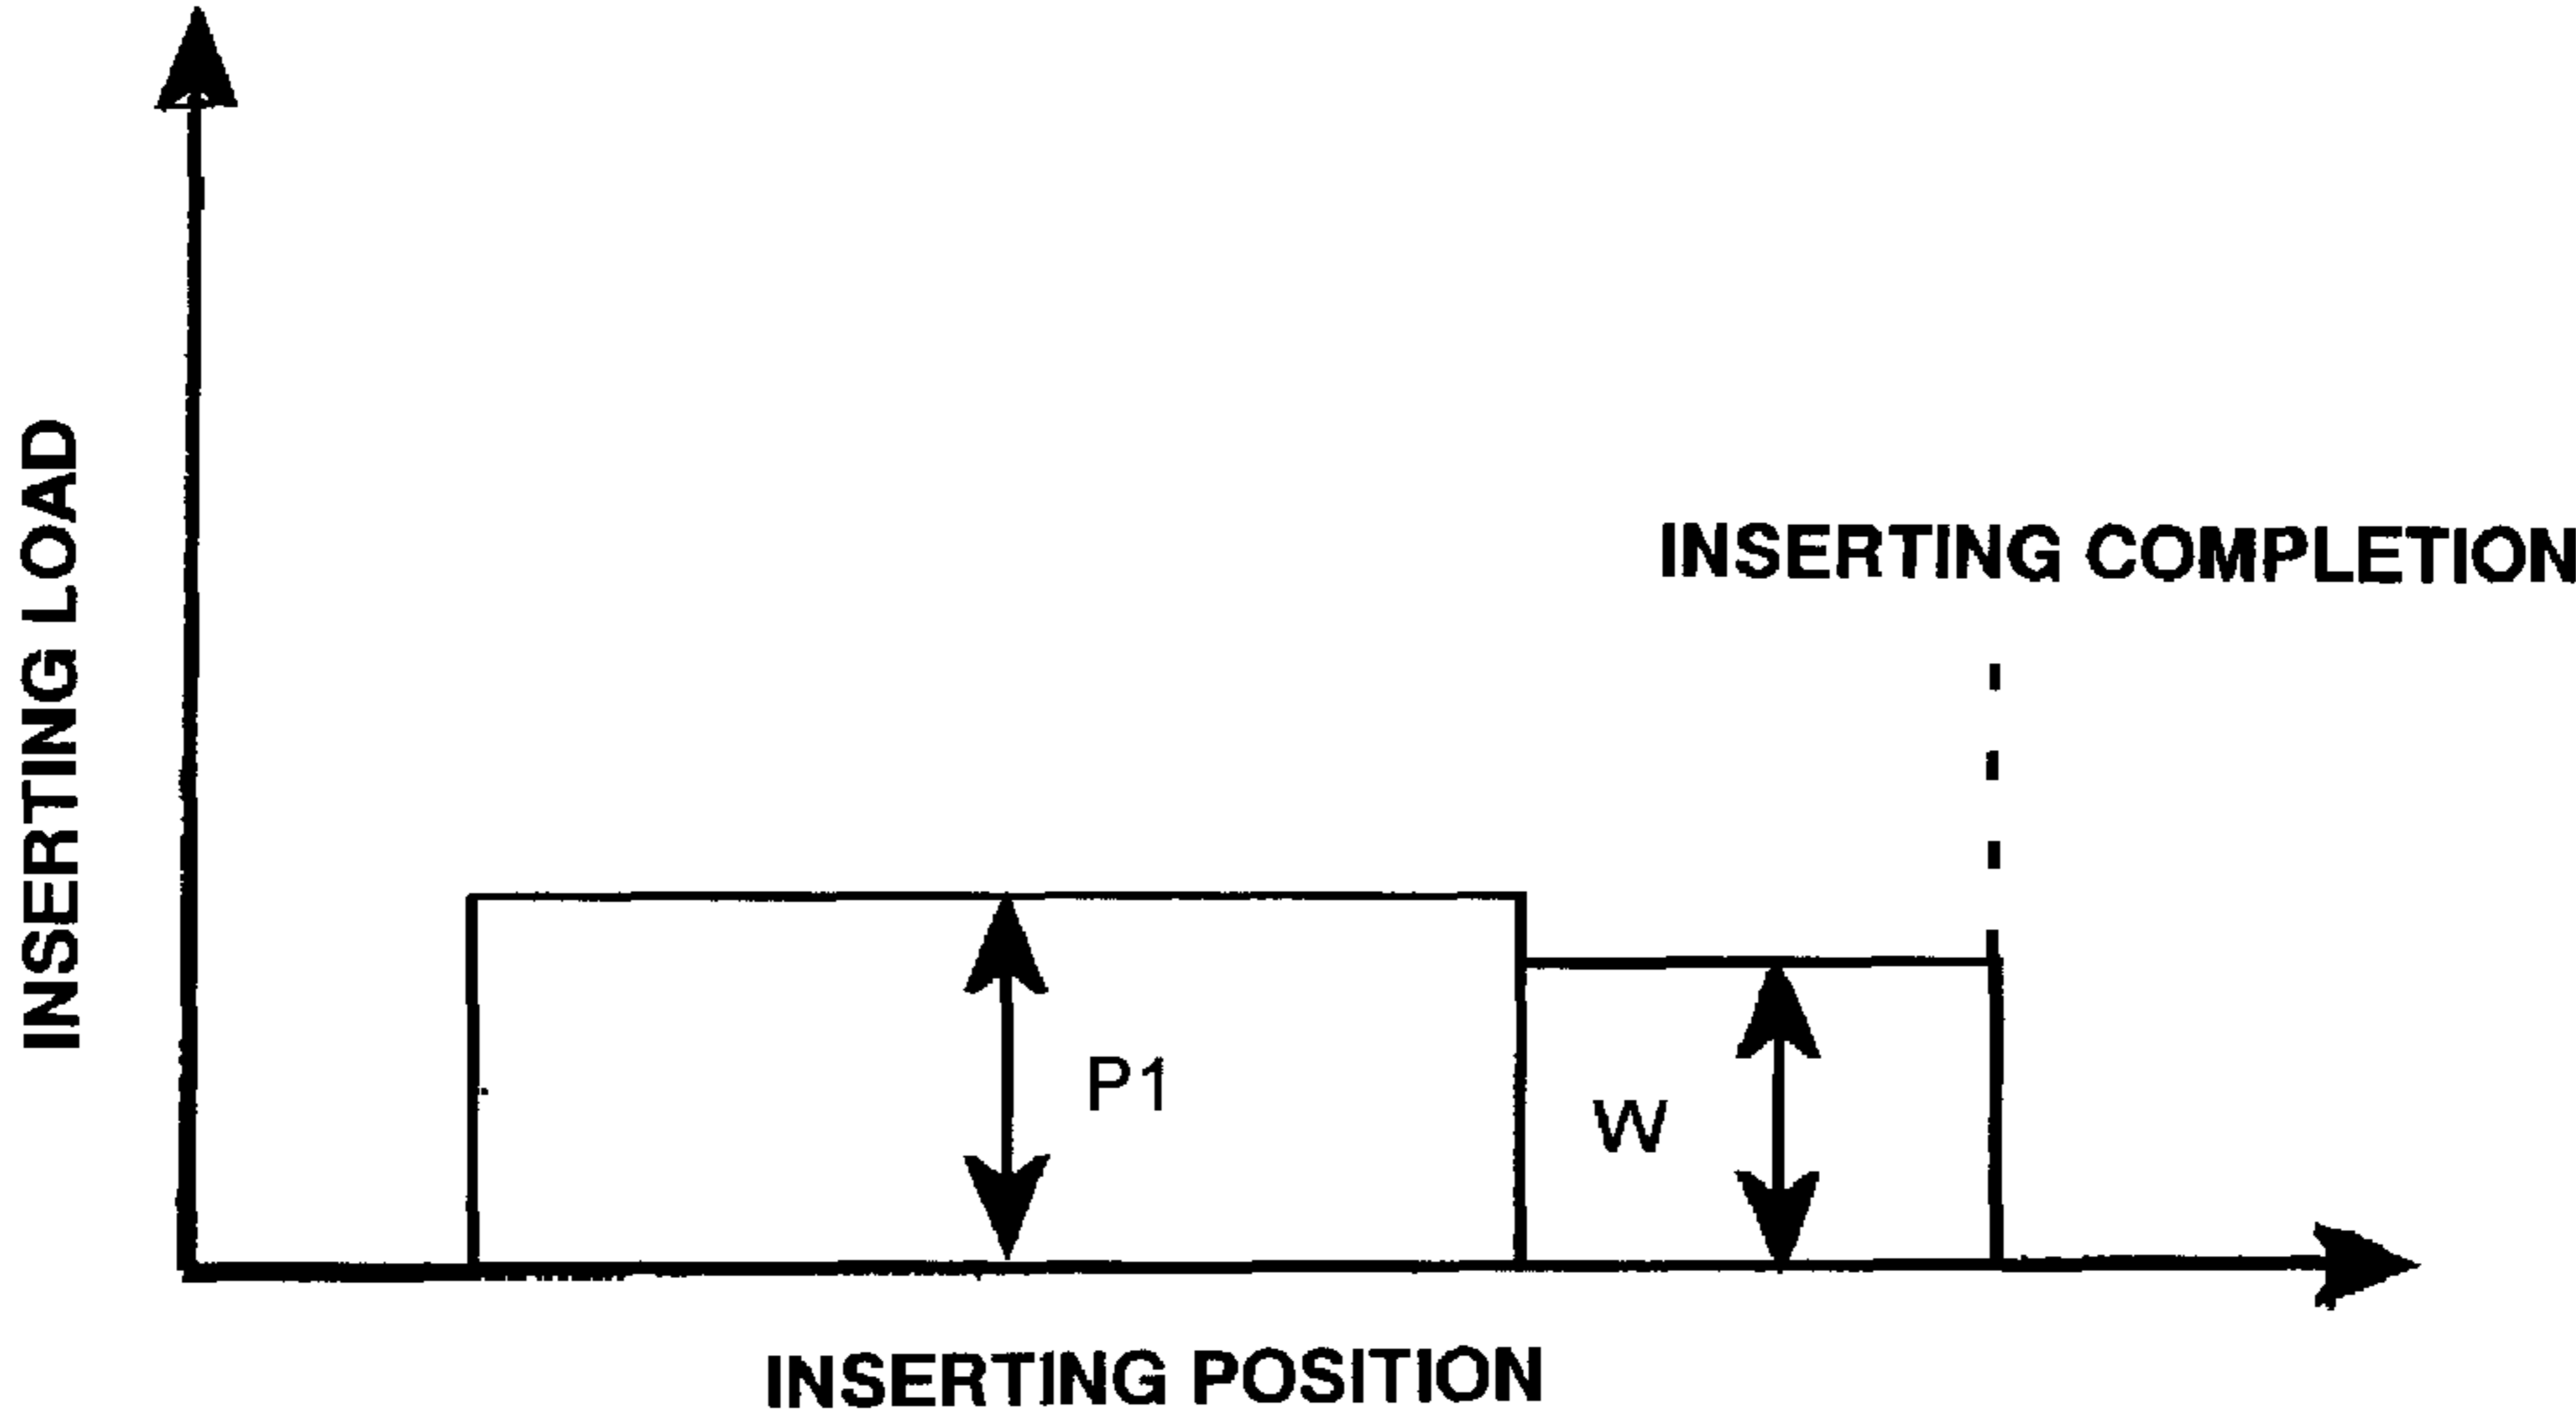 INSERTING LOAD
INSERTING COMPLETION
P1
W
INSERTING POSITION